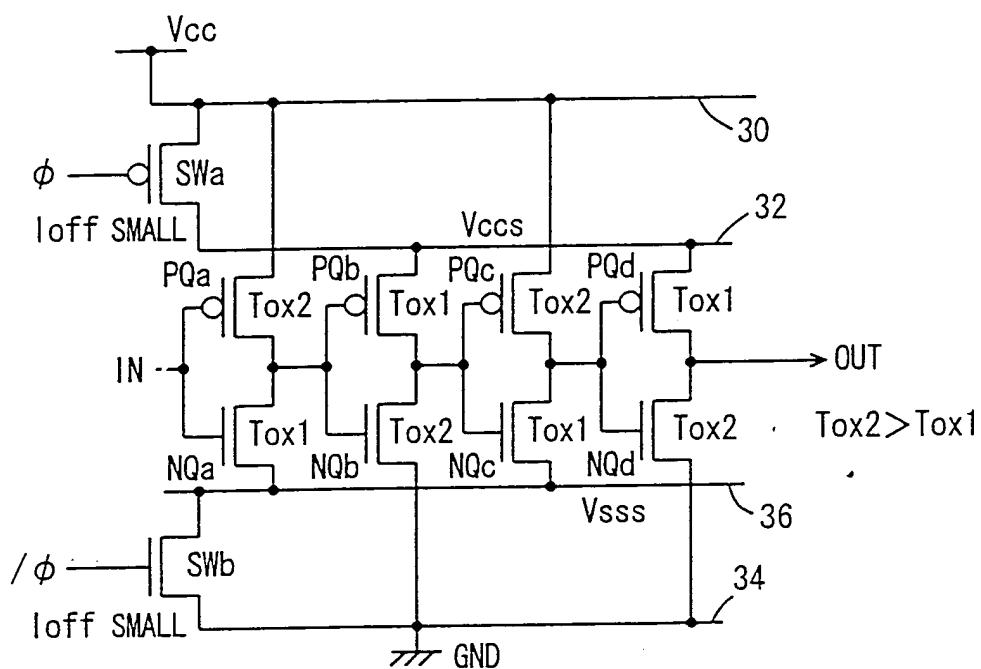 Vcc
30
φ
SWa
Ioff SMALL
32
Vccs
PQa
PQb
PQc
PQd
Tox2
Tox1
Tox2
Tox1
IN
OUT
Tox1
Tox2
Tox1
Tox2
Tox2>Tox1
NQa
NQb
NQc
NQd
Vsss
36
/φ
SWb
34
Ioff SMALL
GND